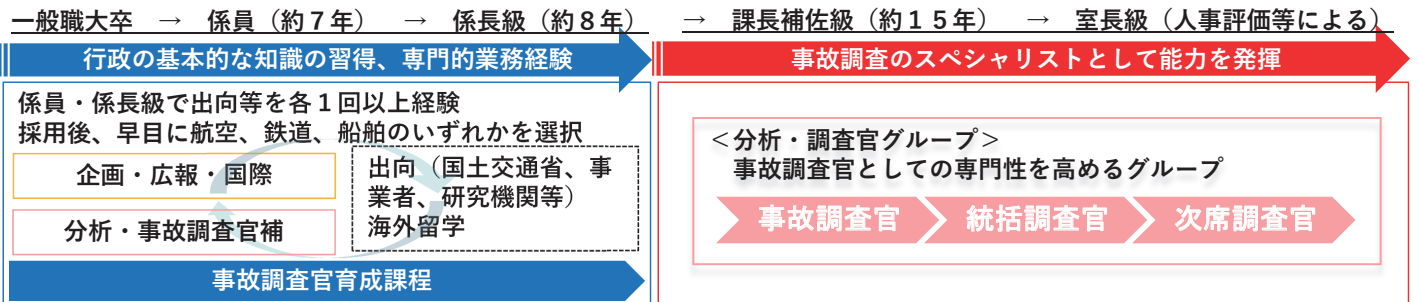 一般職大卒 → 係員（約７年） → 係長級（約８年） → 課長補佐級（約１５年） → 室長級（人事評価等による）
行政の基本的な知識の習得、専門的業務経験
事故調査のスペシャリストとして能力を発揮
係員・係長級で出向等を各１回以上経験
採用後、早目に航空、鉄道、船舶のいずれかを選択
企画・広報・国際
分析・事故調査官補
出向（国土交通省、事
業者、研究機関等）
海外留学
事故調査官育成課程
＜分析・調査官グループ＞
事故調査官としての専門性を高めるグループ
事故調査官
統括調査官
次席調査官